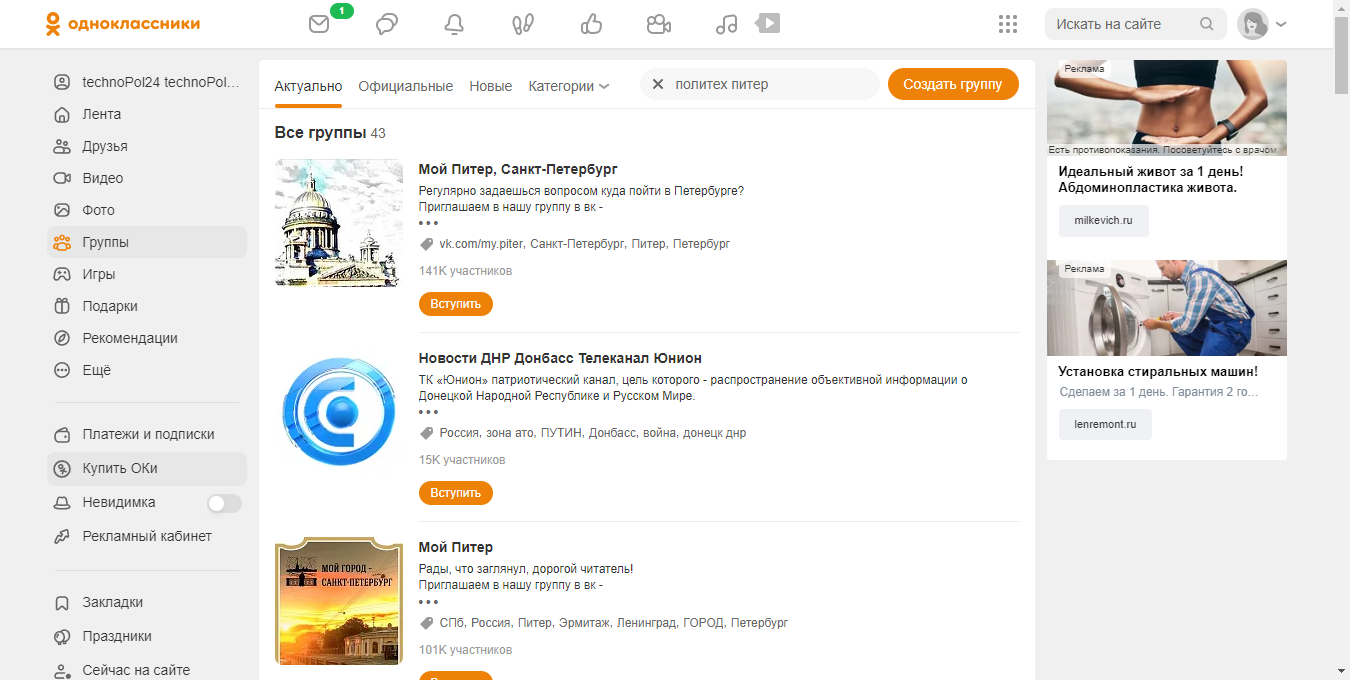 одноклассники
1
Искать на сайте
technoPol24 technoPol…
Лента
Друзья
Видео
Фото
Группы
Игры
Подарки
Рекомендации
Ещё
Платежи и подписки
Купить ОКи
Невидимка
Рекламный кабинет
Закладки
Праздники
Сейчас на сайте
Актуально Официальные Новые Категории
политех питер
Создать группу
Все группы 43
Мой Питер, Санкт-Петербург
Регулярно задаешься вопросом куда пойти в Петербурге?
Приглашаем в нашу группу в вк -
•••
vk.com/my.piter, Санкт-Петербург, Питер, Петербург
141K участников
Вступить
Новости ДНР Донбасс Телеканал Юнион
ТК «Юнион» патриотический канал, цель которого - распространение объективной информации о
Донецкой Народной Республике и Русском Мире.
•••
Россия, зона ато, ПУТИН, Донбасс, война, донецк днр
15K участников
Вступить
МОЙ ГОРОД -
САНКТ-ПЕТЕРБУРГ
Мой Питер
Рады, что заглянул, дорогой читатель!
Приглашаем в нашу группу в вк -
•••
СПб, Россия, Питер, Эрмитаж, Ленинград, ГОРОД, Петербург
101K участников
Вступить
Реклама
Есть противопоказания. Посоветуйтесь с врачом
Идеальный живот за 1 день!
Абдоминопластика живота.
milkevich.ru
Реклама
Установка стиральных машин!
Сделаем за 1 день. Гарантия 2 го…
lenremont.ru